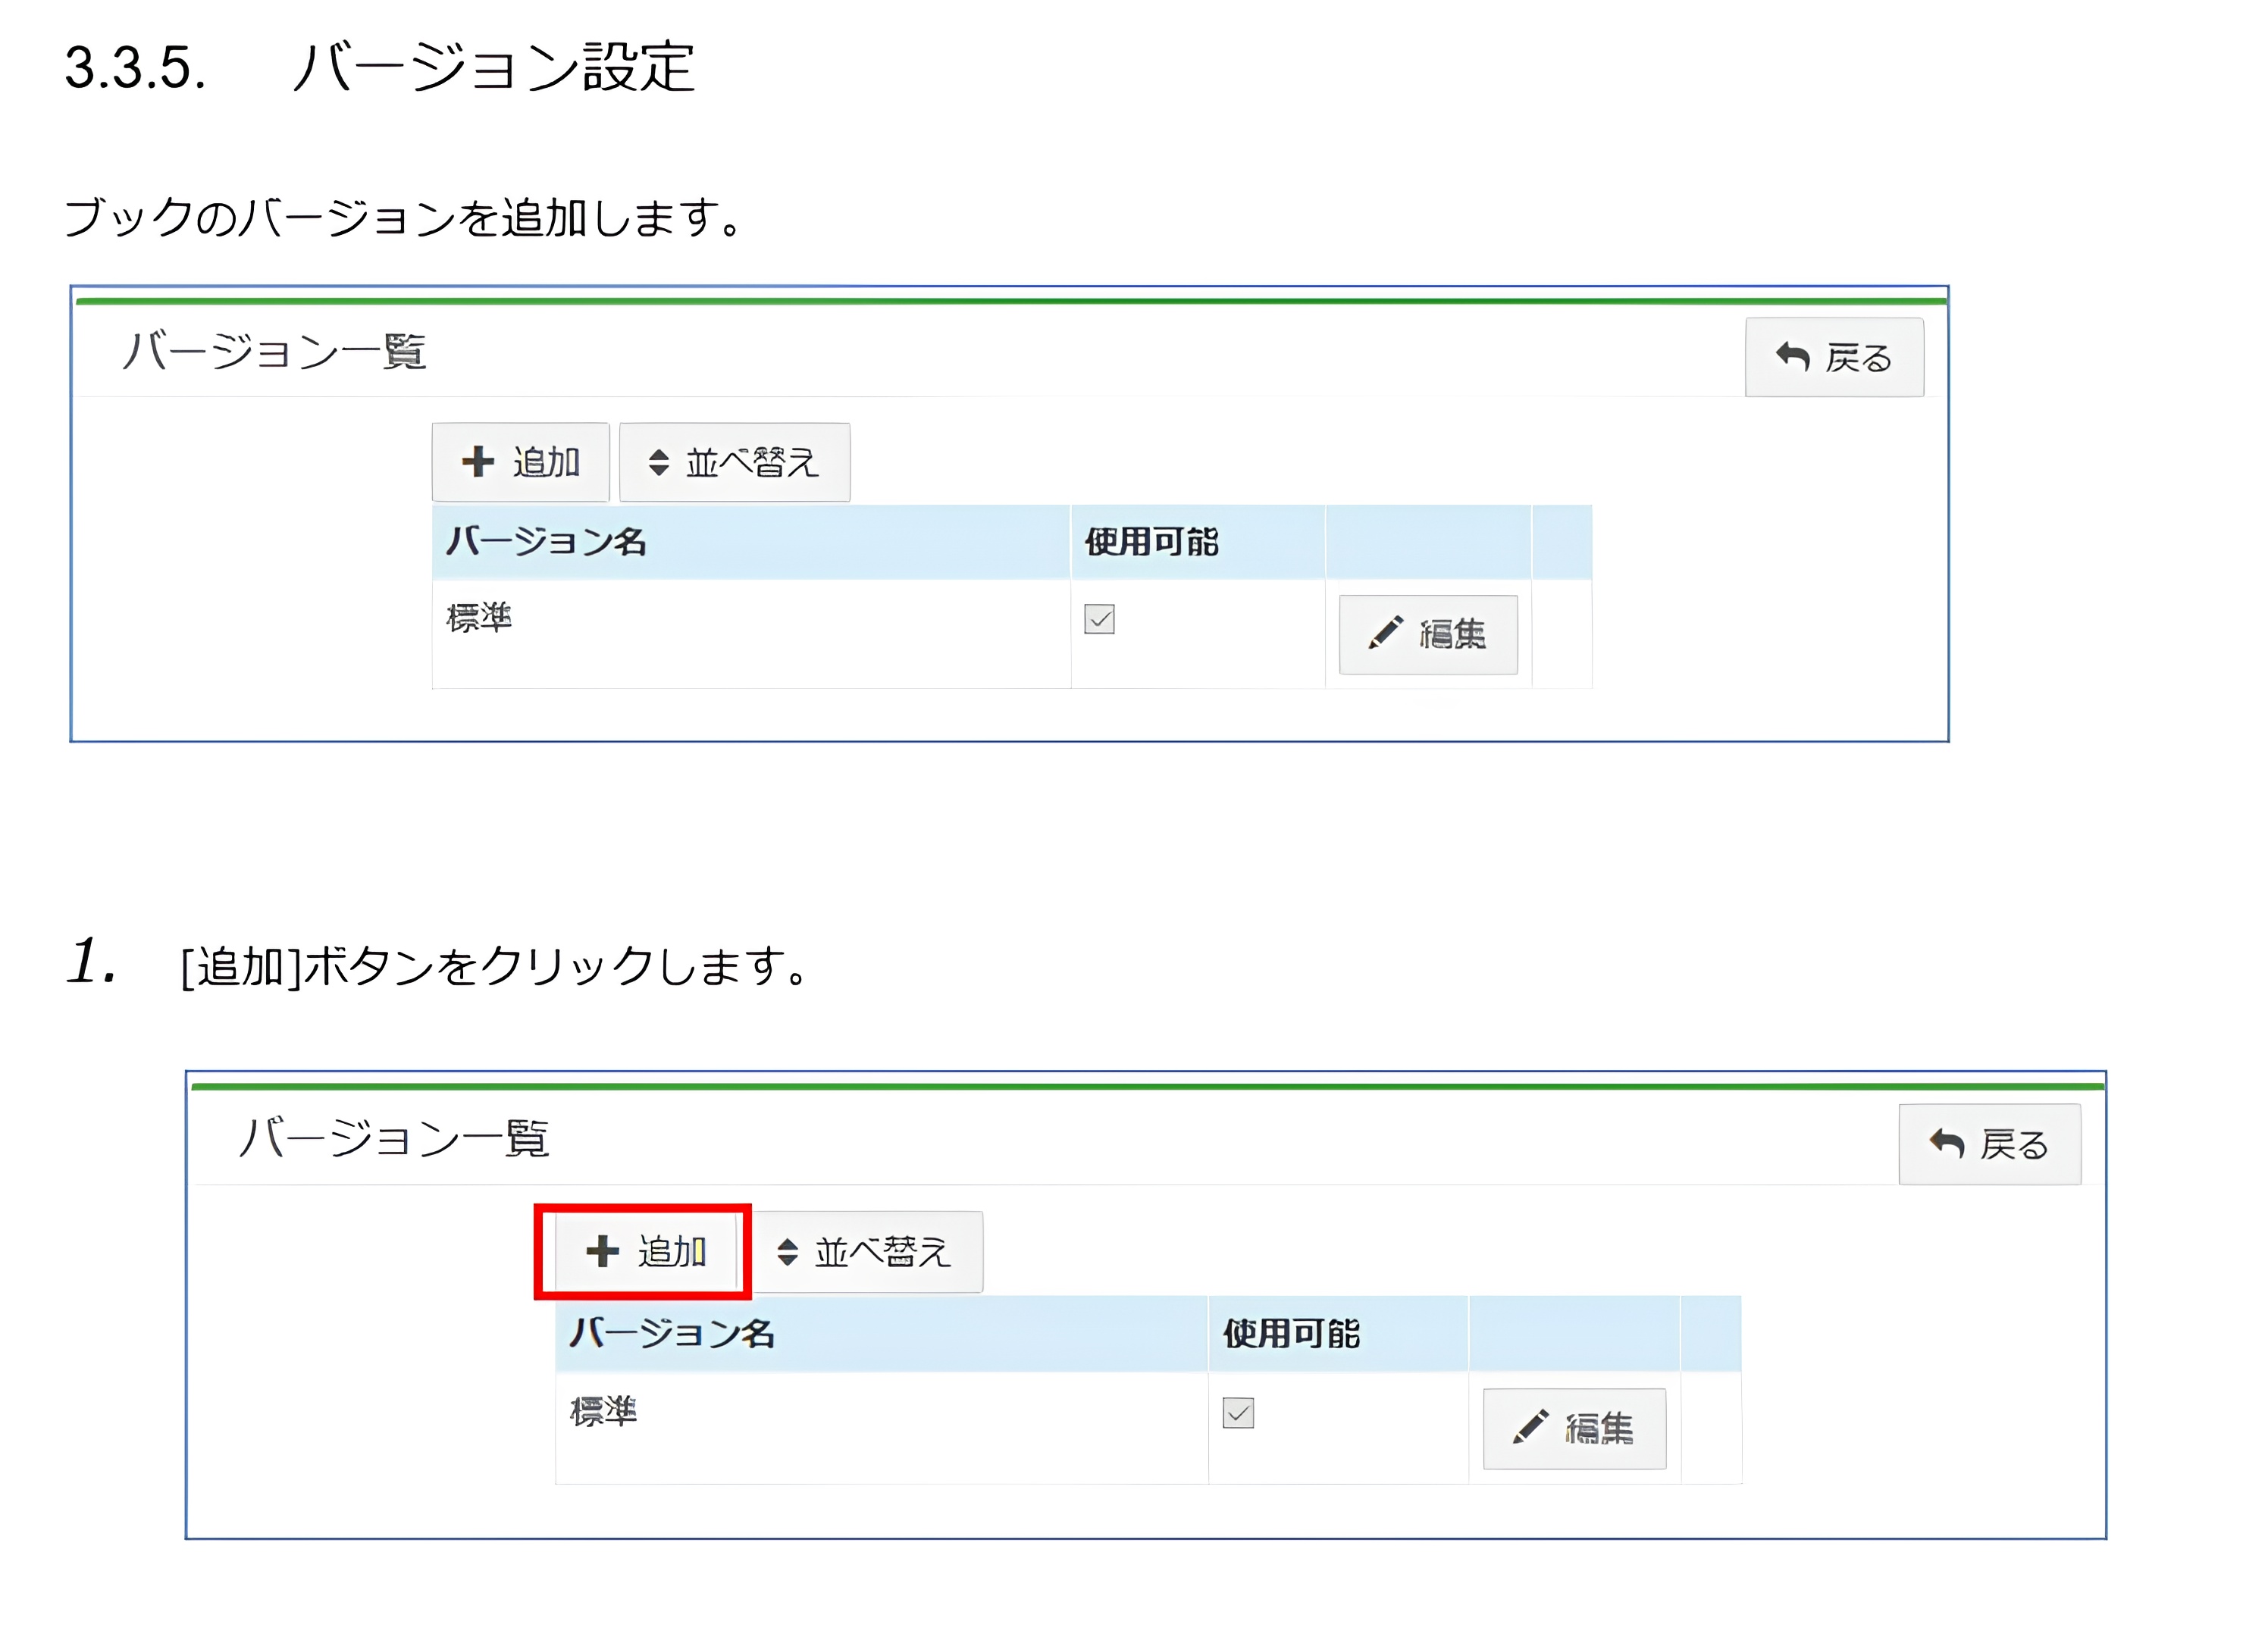 3.3.5. バージョン設定
ブックのバージョンを追加します。
バージョン一覧 戻る
追加 並べ替え
バージョン名 使用可能
標準 編集
1. [追加]ボタンをクリックします。
バージョン一覧 戻る
追加 並べ替え
バージョン名 使用可能
標準 編集